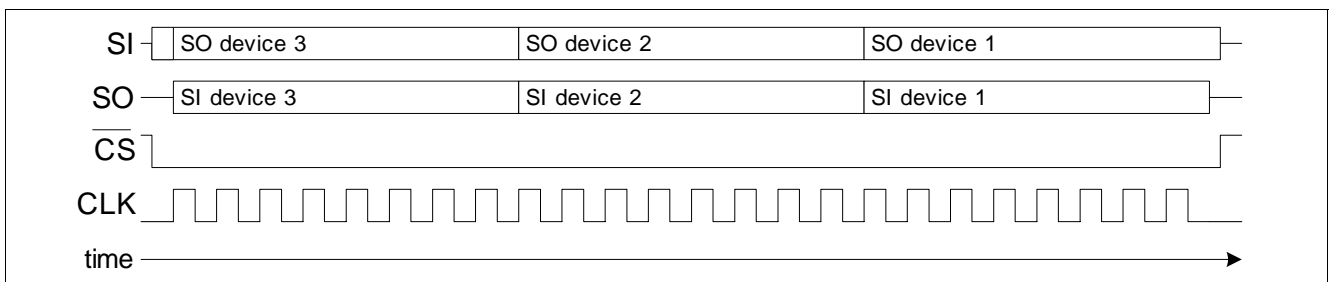 SI SO device 3 SO device 2 SO device 1
SO SI device 3 SI device 2 SI device 1
CS
CLK
time